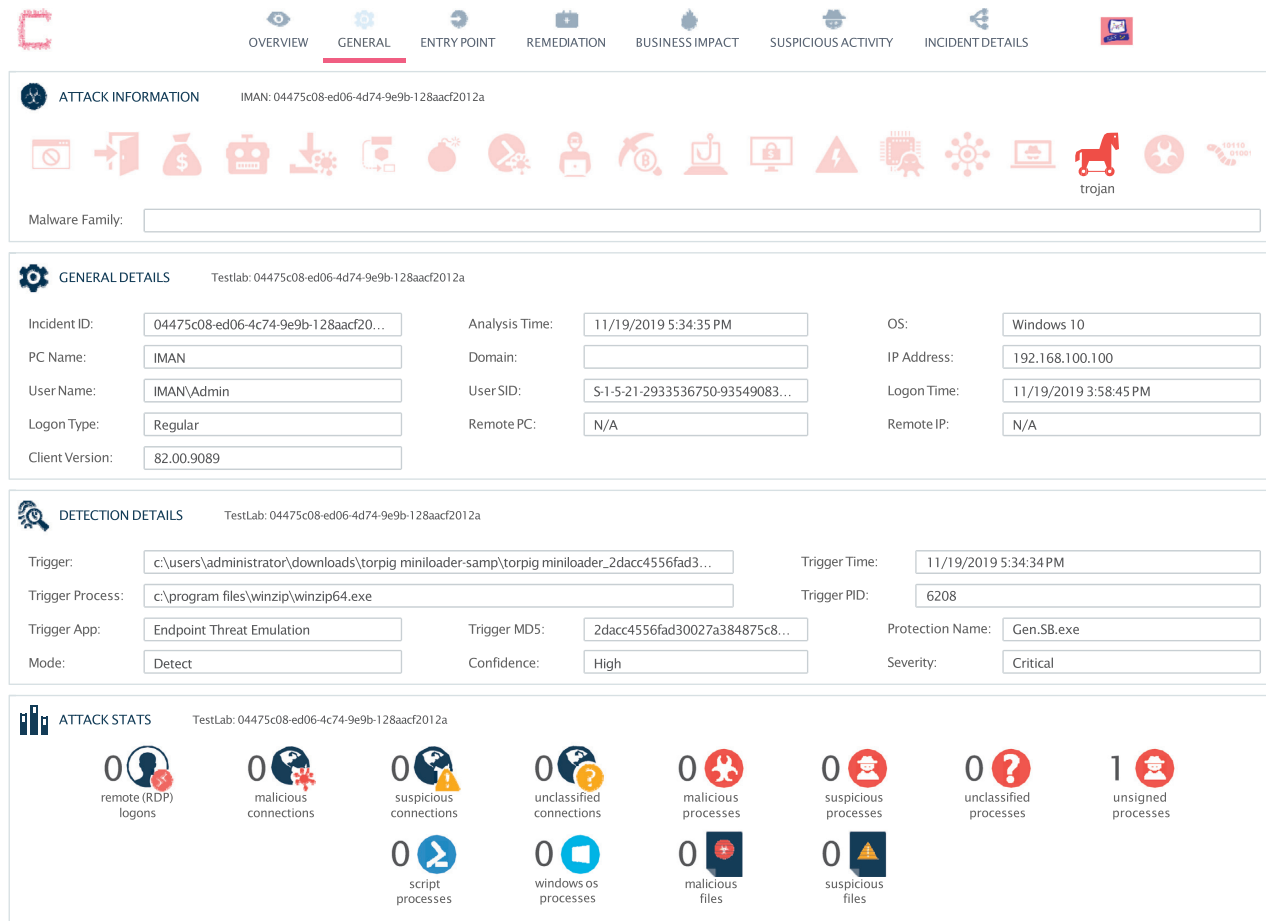 OVERVIEW GENERAL ENTRY POINT REMEDIATION BUSINESS IMPACT SUSPICIOUS ACTIVITY INCIDENT DETAILS
ATTACK INFORMATION IMAN: 04475c08-ed06-4d74-9e9b-128aacf2012a
$
10110
0100
trojan
Malware Family:
GENERAL DETAILS Testlab: 04475c08-ed06-4d74-9e9b-128aacf2012a
Incident ID: 04475c08-ed06-4c74-9e9b-128aacf20... Analysis Time: 11/19/2019 5:34:35 PM OS: Windows 10
PC Name: IMAN Domain: IP Address: 192.168.100.100
User Name: IMAN\Admin User SID: S-1-5-21-2933536750-93549083... Logon Time: 11/19/2019 3:58:45 PM
Logon Type: Regular Remote PC: N/A Remote IP: N/A
Client Version: 82.00.9089
DETECTION DETAILS TestLab: 04475c08-ed06-4d74-9e9b-128aacf2012a
Trigger: c:\users\administrator\downloads\torpig miniloader-samp\torpig miniloader_2dacc4556fad3... Trigger Time: 11/19/2019 5:34:34 PM
Trigger Process: c:\program files\winzip\winzip64.exe Trigger PID: 6208
Trigger App: Endpoint Threat Emulation Trigger MD5: 2dacc4556fad30027a384875c8... Protection Name: Gen.SB.exe
Mode: Detect Confidence: High Severity: Critical
ATTACK STATS TestLab: 04475c08-ed06-4c74-9e9b-128aacf2012a
0 0 0 0 ? 0 0 0 ? 1
remote (RDP) malicious suspicious unclassified malicious suspicious unclassified unsigned
logons connections connections connections processes processes processes processes
0 0 0 0
script windows os malicious suspicious
processes processes files files